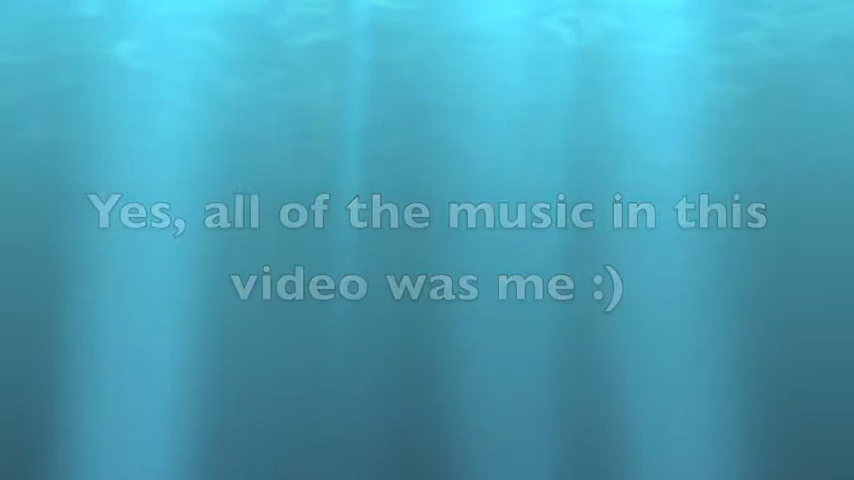 Yes, all of the music in this
video was me :)